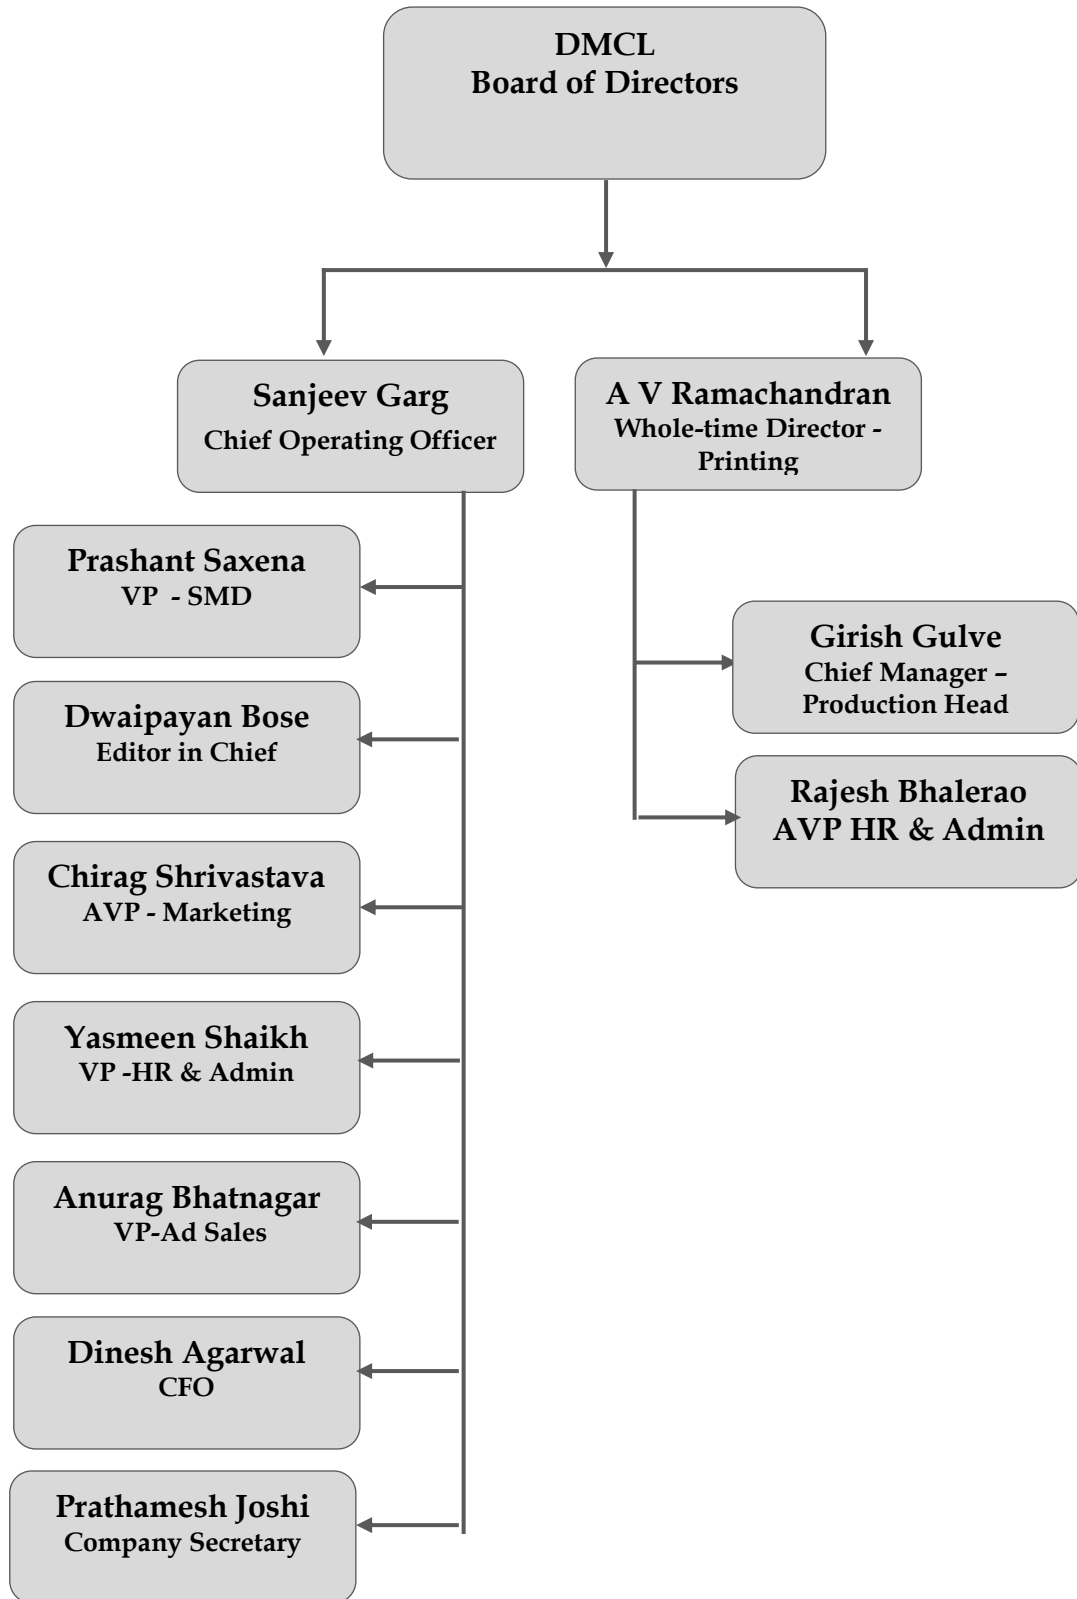 DMCL
Board of Directors
Sanjeev Garg
Chief Operating Officer
A V Ramachandran
Whole-time Director -
Printing
Prashant Saxena
VP - SMD
Dwaipayan Bose
Editor in Chief
Chirag Shrivastava
AVP - Marketing
Yasmeen Shaikh
VP -HR & Admin
Anurag Bhatnagar
VP-Ad Sales
Dinesh Agarwal
CFO
Prathamesh Joshi
Company Secretary
Girish Gulve
Chief Manager –
Production Head
Rajesh Bhalerao
AVP HR & Admin